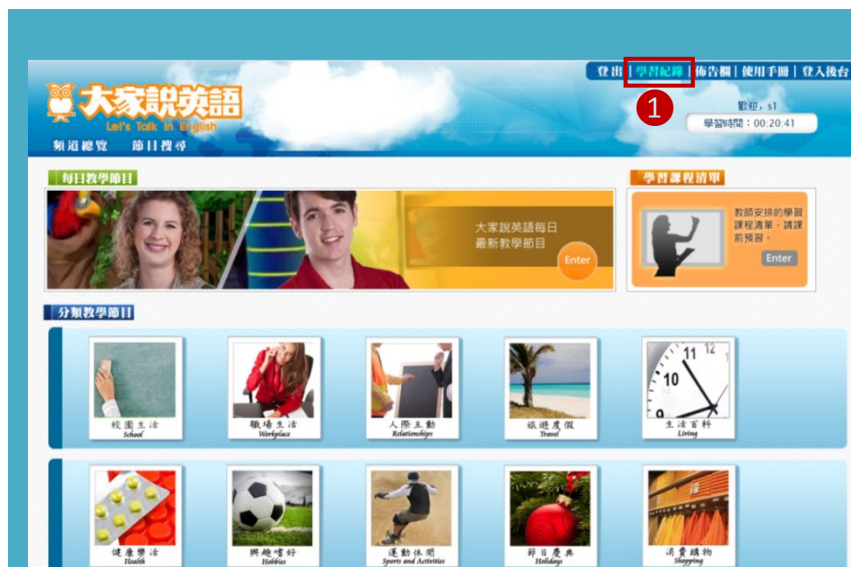 登出 | 學習紀錄 | 佈告欄 | 使用手冊 | 登入後台
1
歡迎，s1
學習時間：00:20:41
大家說英語
Let's Talk in English
頻道總覽 節目搜尋
每日教學節目
大家說英語每日
最新教學節目
Enter
學習課程清單
教師安排的學習
課程清單，請課
前預習。
Enter
分類教學節目
校園生活
School
職場生活
Workplace
人際互動
Relationships
旅遊度假
Travel
生活百科
Living
11 12
10
9
健康樂活
Health
興趣嗜好
Hobbies
運動休閒
Sports and Activities
節日慶典
Holidays
消費購物
Shopping